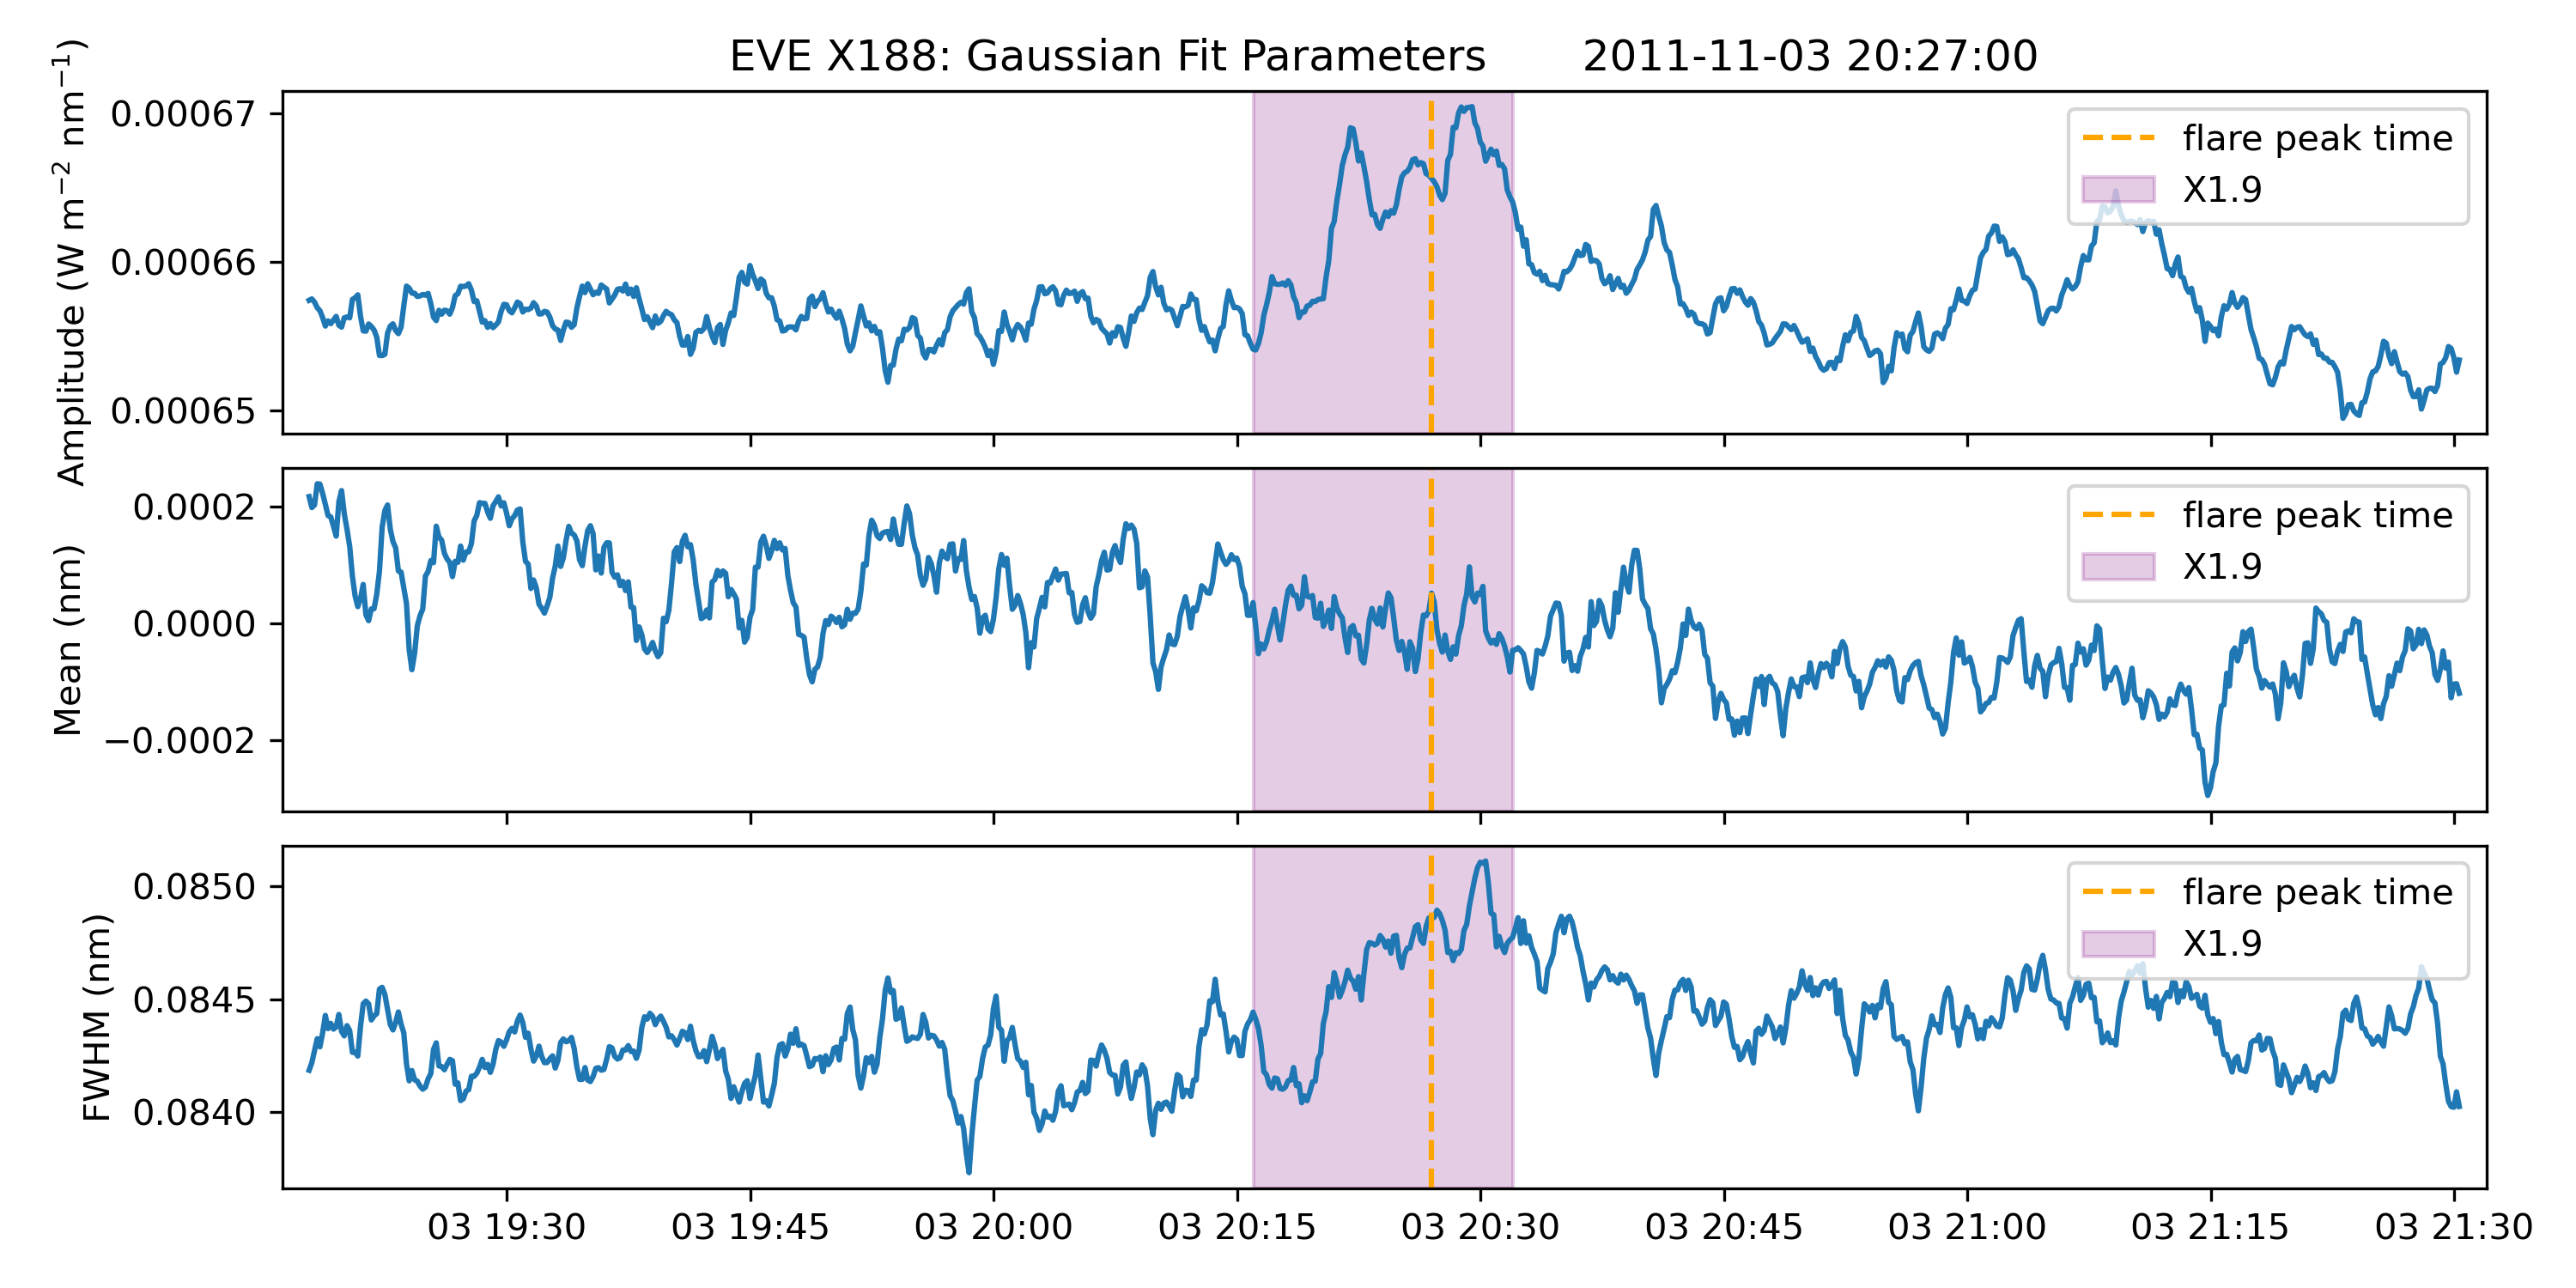 EVE X188: Gaussian Fit Parameters 2011-11-03 20:27:00
Amplitude (W m⁻² nm⁻¹)
0.00067
0.00066
0.00065
flare peak time
X1.9
Mean (nm)
0.0002
0.0000
−0.0002
flare peak time
X1.9
FWHM (nm)
0.0850
0.0845
0.0840
flare peak time
X1.9
03 19:30 03 19:45 03 20:00 03 20:15 03 20:30 03 20:45 03 21:00 03 21:15 03 21:30